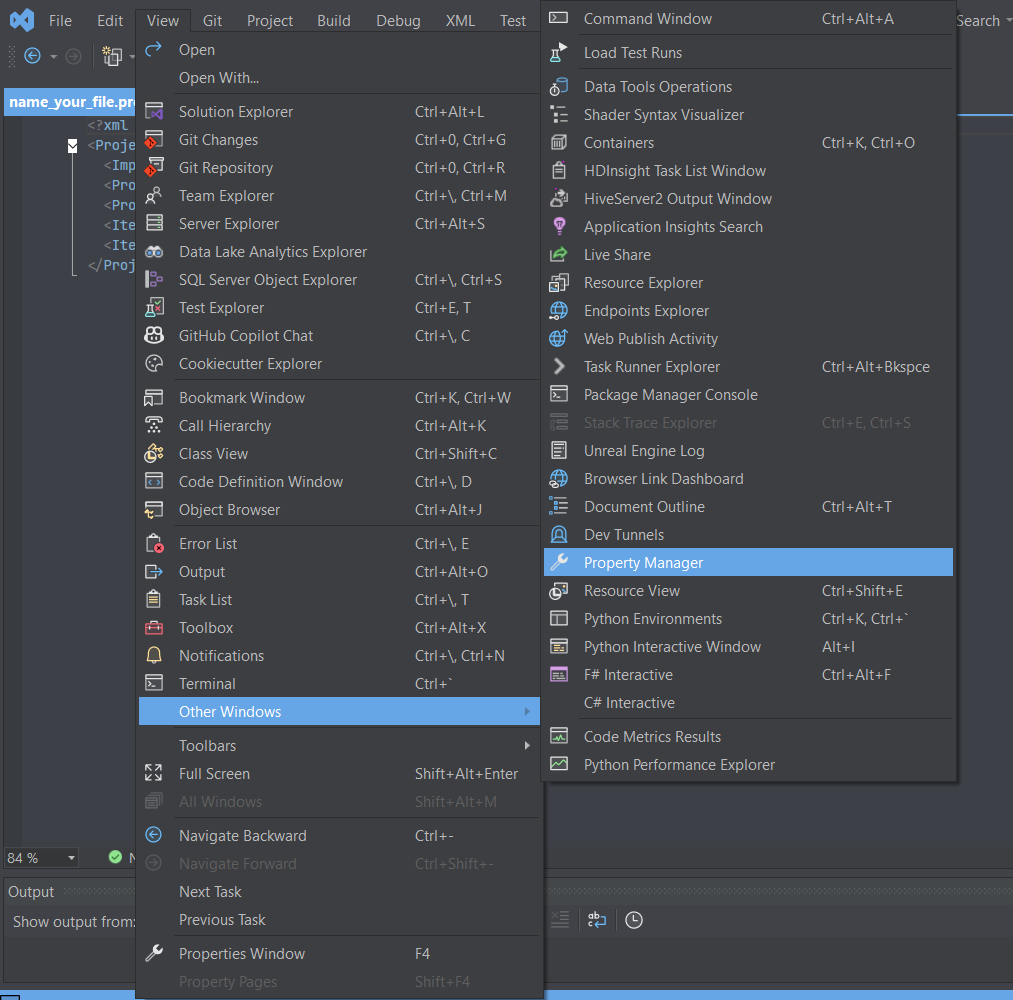 File Edit View Git Project Build Debug XML Test Search
name_your_file.pr
<?xml
<Proje
<Imp
<Pro
<Pro
<Ite
<Ite
</Proj
84 %
Output
Show output from:
Open
Open With...
Solution Explorer Ctrl+Alt+L
Git Changes Ctrl+0, Ctrl+G
Git Repository Ctrl+0, Ctrl+R
Team Explorer Ctrl+\, Ctrl+M
Server Explorer Ctrl+Alt+S
Data Lake Analytics Explorer
SQL Server Object Explorer Ctrl+\, Ctrl+S
Test Explorer Ctrl+E, T
GitHub Copilot Chat Ctrl+\, C
Cookiecutter Explorer
Bookmark Window Ctrl+K, Ctrl+W
Call Hierarchy Ctrl+Alt+K
Class View Ctrl+Shift+C
Code Definition Window Ctrl+\, D
Object Browser Ctrl+Alt+J
Error List Ctrl+\, E
Output Ctrl+Alt+O
Task List Ctrl+\, T
Toolbox Ctrl+Alt+X
Notifications Ctrl+\, Ctrl+N
Terminal Ctrl+`
Other Windows
Toolbars
Full Screen Shift+Alt+Enter
All Windows Shift+Alt+M
Navigate Backward Ctrl+-
Navigate Forward Ctrl+Shift+-
Next Task
Previous Task
Properties Window F4
Property Pages Shift+F4
Command Window Ctrl+Alt+A
Load Test Runs
Data Tools Operations
Shader Syntax Visualizer
Containers Ctrl+K, Ctrl+O
HDInsight Task List Window
HiveServer2 Output Window
Application Insights Search
Live Share
Resource Explorer
Endpoints Explorer
Web Publish Activity
Task Runner Explorer Ctrl+Alt+Bkspce
Package Manager Console
Stack Trace Explorer Ctrl+E, Ctrl+S
Unreal Engine Log
Browser Link Dashboard
Document Outline Ctrl+Alt+T
Dev Tunnels
Property Manager
Resource View Ctrl+Shift+E
Python Environments Ctrl+K, Ctrl+`
Python Interactive Window Alt+I
F# Interactive Ctrl+Alt+F
C# Interactive
Code Metrics Results
Python Performance Explorer